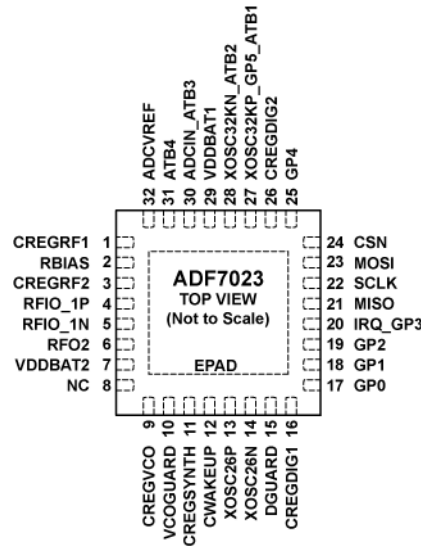 32 ADCVREF
31 ATB4
30 ADCIN_ATB3
29 VDDBAT1
28 XOSC32KN_ATB2
27 XOSC32KP_GP5_ATB1
26 CREGDIG2
25 GP4
CREGRF1 1
RBIAS 2
CREGRF2 3
RFIO_1P 4
RFIO_1N 5
RFO2 6
VDDBAT2 7
NC 8
ADF7023
TOP VIEW
(Not to Scale)
EPAD
24 CSN
23 MOSI
22 SCLK
21 MISO
20 IRQ_GP3
19 GP2
18 GP1
17 GP0
CREGVCO 9
VCOGUARD 10
CREGSYNTH 11
CWAKEUP 12
XOSC26P 13
XOSC26N 14
DGUARD 15
CREGDIG1 16